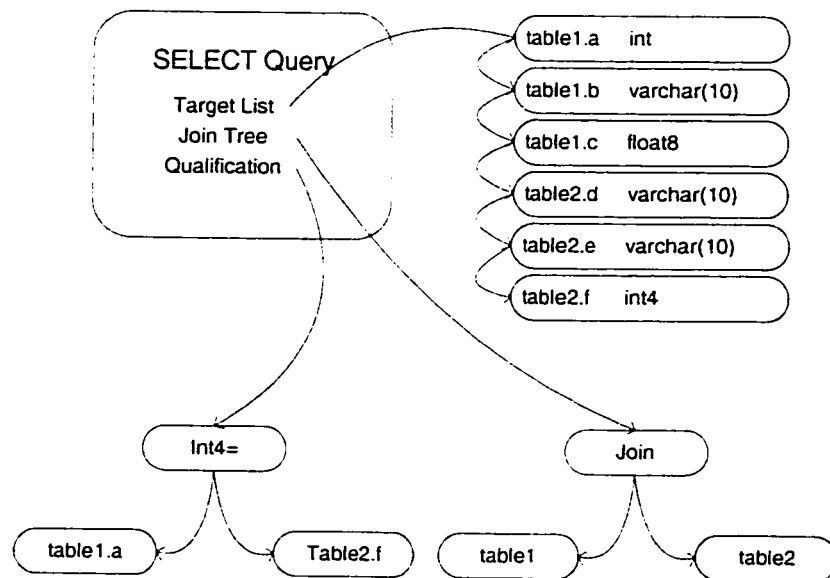 SELECT Query
Target List
Join Tree
Qualification
table1.a int
table1.b varchar(10)
table1.c float8
table2.d varchar(10)
table2.e varchar(10)
table2.f int4
Int4=
Join
table1.a
Table2.f
table1
table2